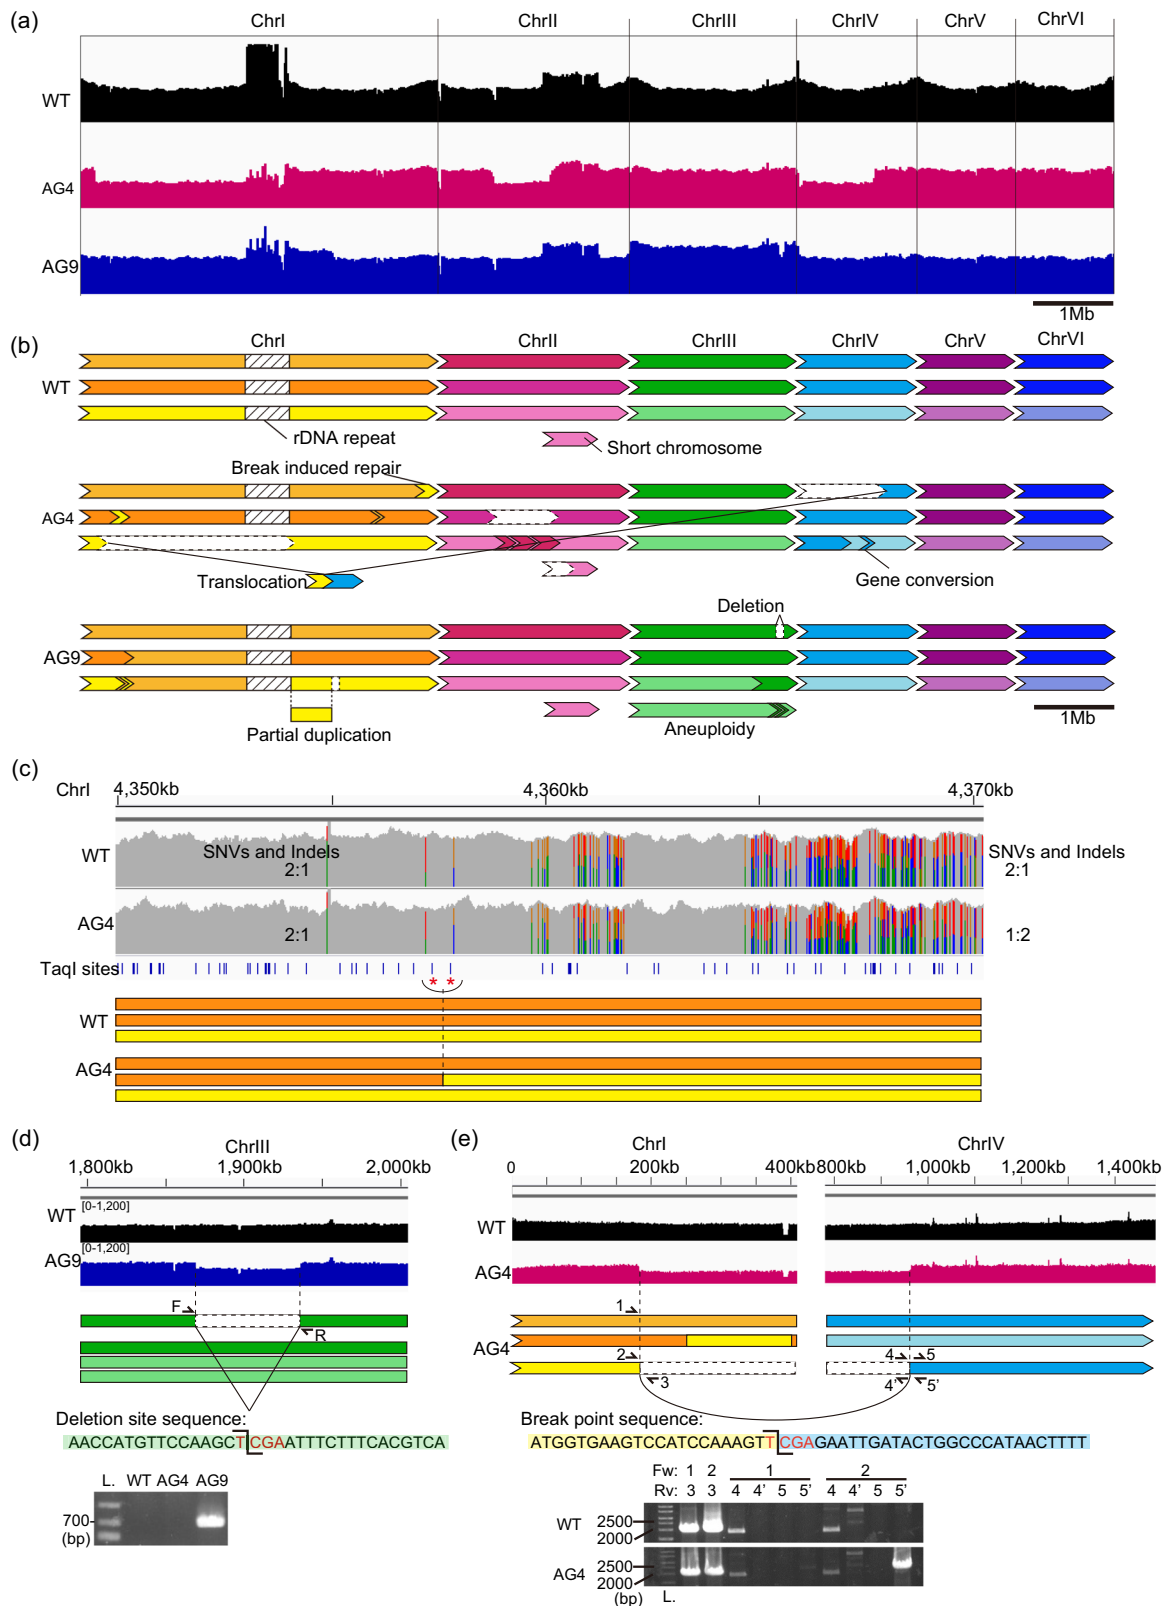 (a)
ChrI ChrII ChrIII ChrIV ChrV ChrVI
WT
AG4
AG9
1Mb
(b)
ChrI ChrII ChrIII ChrIV ChrV ChrVI
WT
rDNA repeat
Short chromosome
Break induced repair
AG4
Translocation
Gene conversion
Deletion
AG9
Partial duplication
Aneuploidy
1Mb
(c)
ChrI 4,350kb 4,360kb 4,370kb
WT
SNVs and Indels
2:1
SNVs and Indels
2:1
AG4
2:1
1:2
TaqI sites
* *
WT
AG4
(d)
ChrIII
1,800kb 1,900kb 2,000kb
[0-1,200]
WT
[0-1,200]
AG9
F
R
Deletion site sequence:
AACCATGTTCCAAGCTCGAATTTCTTTCACGTCA
L. WT AG4 AG9
700
(bp)
(e)
ChrI ChrIV
0 200kb 400kb 800kb 1,000kb 1,200kb 1,400kb
WT
AG4
1
AG4
2
3
4 5
4' 5'
Break point sequence:
ATGGTGAAGTCCATCCAAAGTTCGAGAATTGATACTGGCCCATAACTTTT
Fw: 1 2 1 2
Rv: 3 3 4 4' 5 5' 4 4' 5 5'
WT
2500
2000
AG4
2500
2000
(bp)
L.